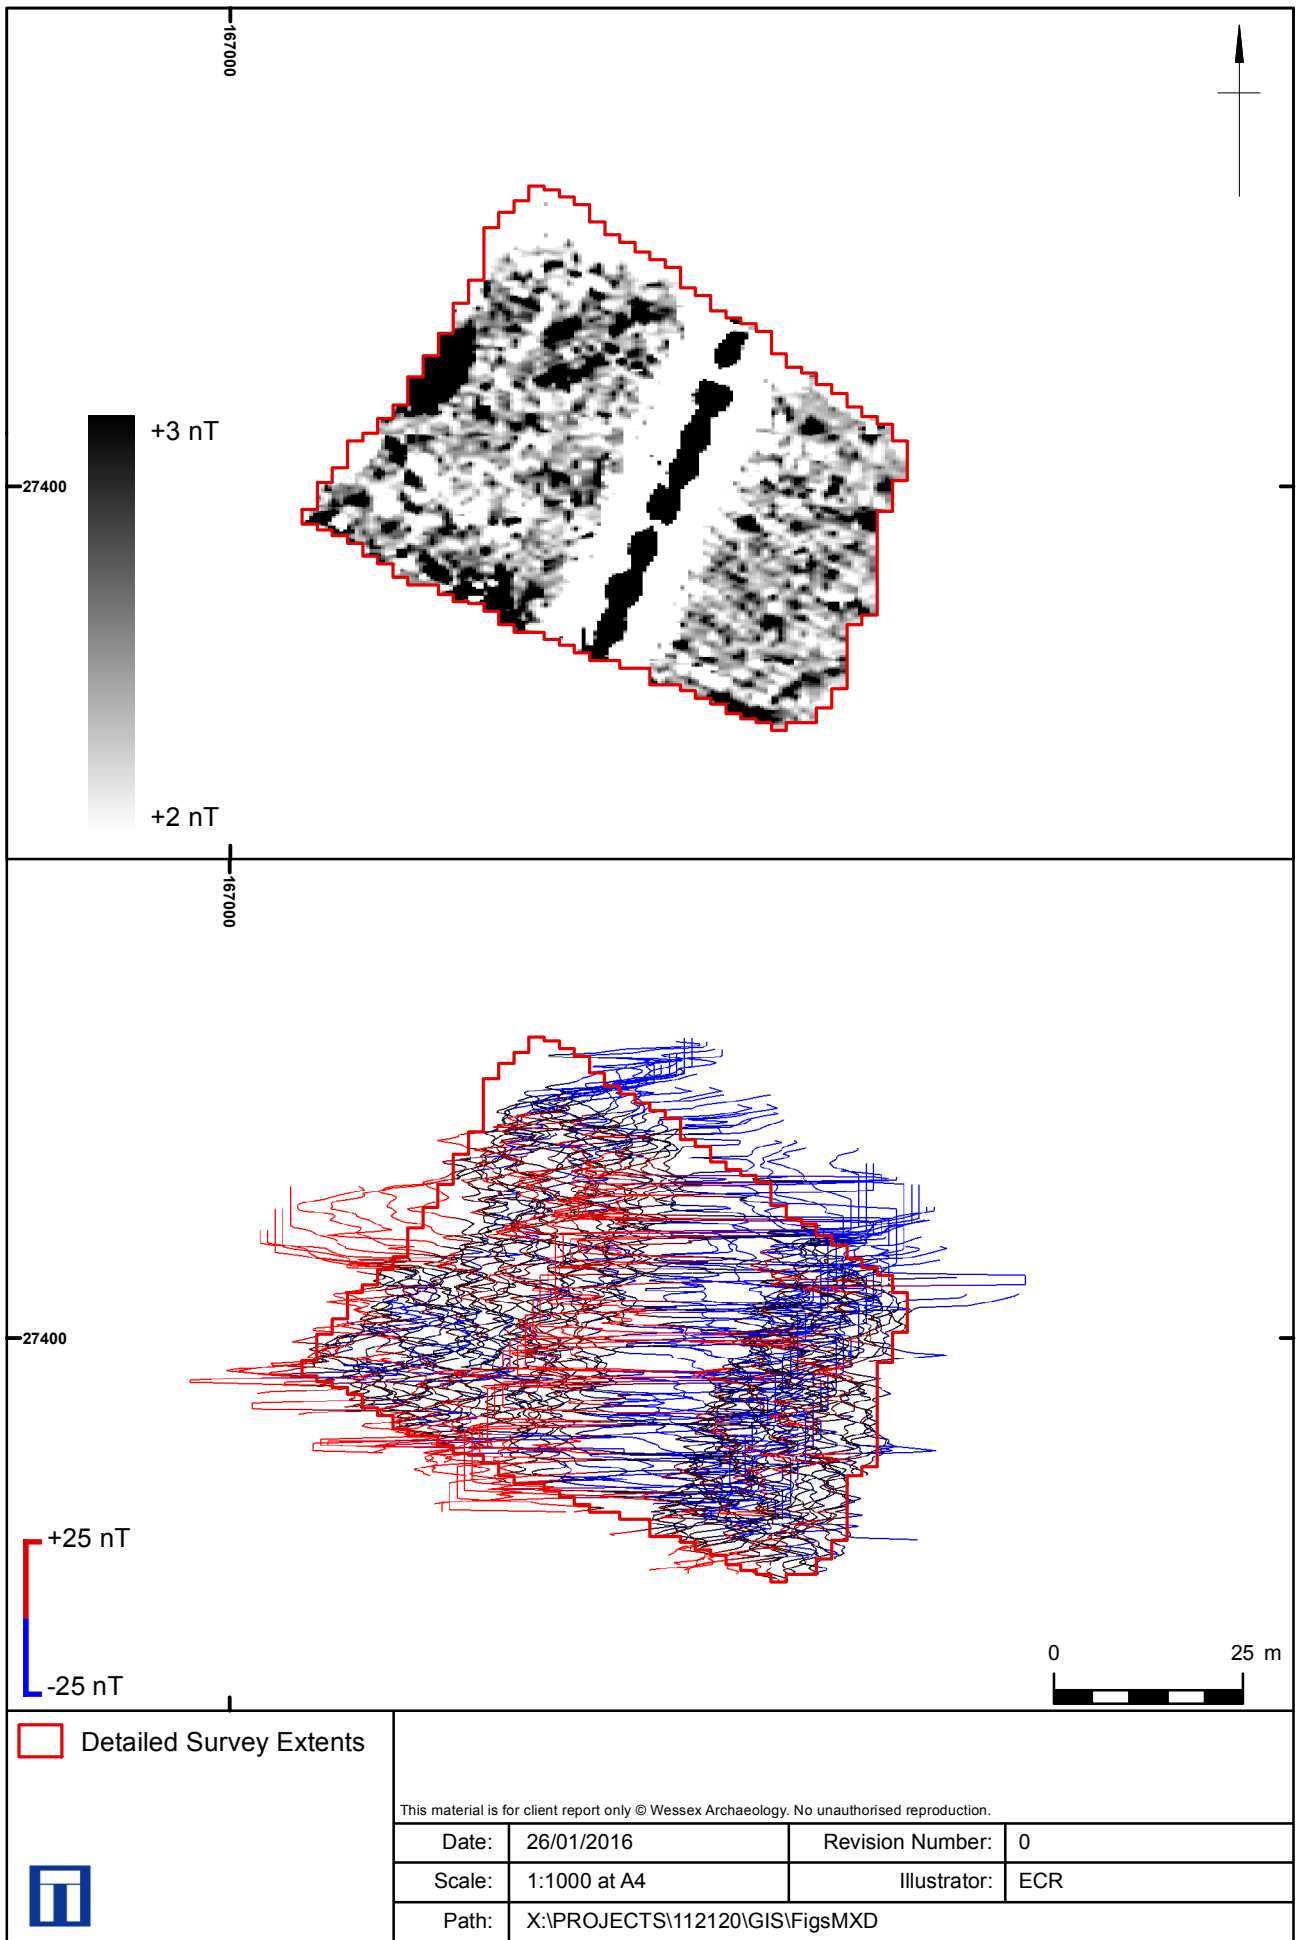 167000
+3 nT
27400
+2 nT
167000
27400
+25 nT
-25 nT
0 25 m
Detailed Survey Extents
This material is for client report only © Wessex Archaeology. No unauthorised reproduction.
Date: 26/01/2016 Revision Number: 0
Scale: 1:1000 at A4 Illustrator: ECR
Path: X:\PROJECTS\112120\GIS\FigsMXD